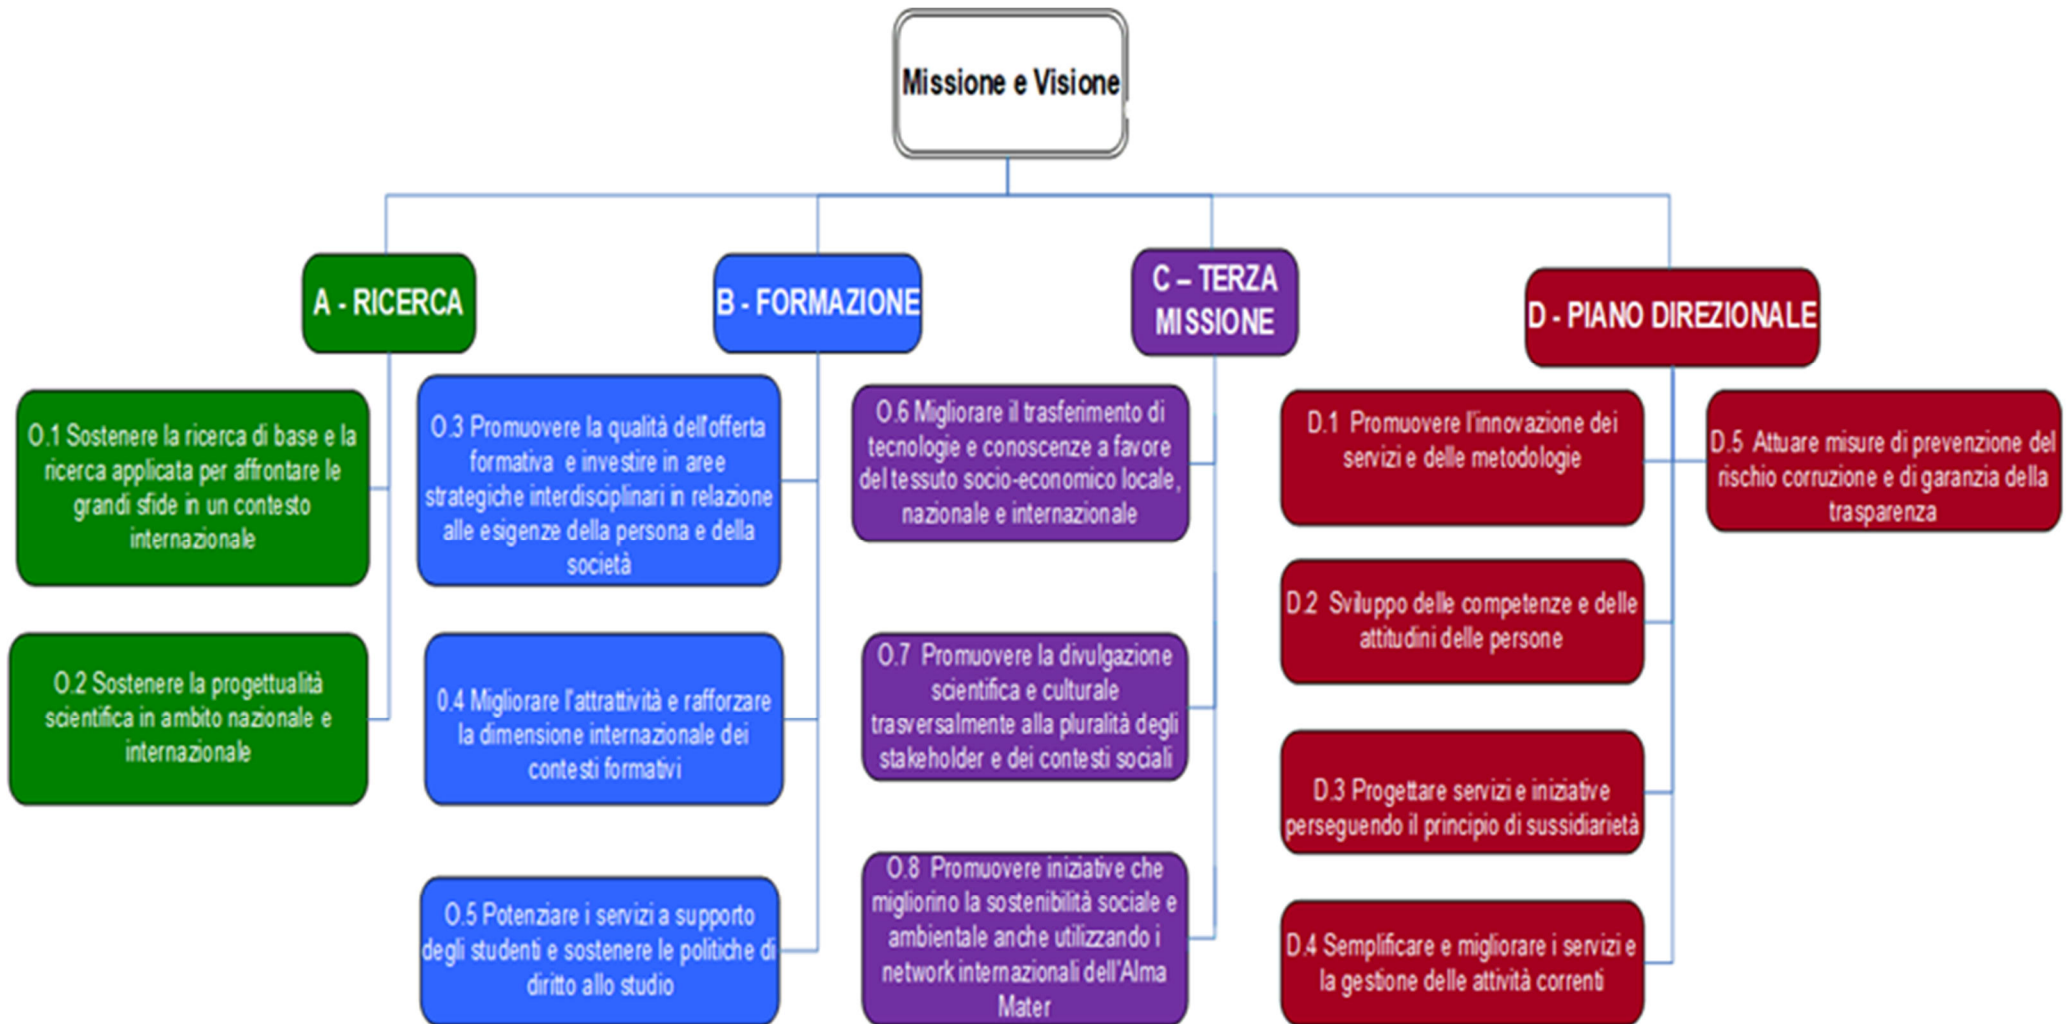 Missione e Visione
A - RICERCA
B - FORMAZIONE
C – TERZA
MISSIONE
D - PIANO DIREZIONALE
O.1 Sostenere la ricerca di base e la
ricerca applicata per affrontare le
grandi sfide in un contesto
internazionale
O.2 Sostenere la progettualità
scientifica in ambito nazionale e
internazionale
O.3 Promuovere la qualità dell'offerta
formativa e investire in aree
strategiche interdisciplinari in relazione
alle esigenze della persona e della
società
0.4 Migliorare l'attrattività e rafforzare
la dimensione internazionale dei
contesti formativi
O.5 Potenziare i servizi a supporto
degli studenti e sostenere le politiche di
diritto allo studio
O.6 Migliorare il trasferimento di
tecnologie e conoscenze a favore
del tessuto socio-economico locale,
nazionale e internazionale
O.7 Promuovere la divulgazione
scientifica e culturale
trasversalmente alla pluralità degli
stakeholder e dei contesti sociali
O.8 Promuovere iniziative che
migliorino la sostenibilità sociale e
ambientale anche utilizzando i
network internazionali dell'Alma
Mater
D.1 Promuovere l'innovazione dei
servizi e delle metodologie
D.2 Sviluppo delle competenze e delle
attitudini delle persone
D.3 Progettare servizi e iniziative
perseguendo il principio di sussidiarietà
D.4 Semplificare e migliorare i servizi e
la gestione delle attività correnti
D.5 Attuare misure di prevenzione del
rischio corruzione e di garanzia della
trasparenza